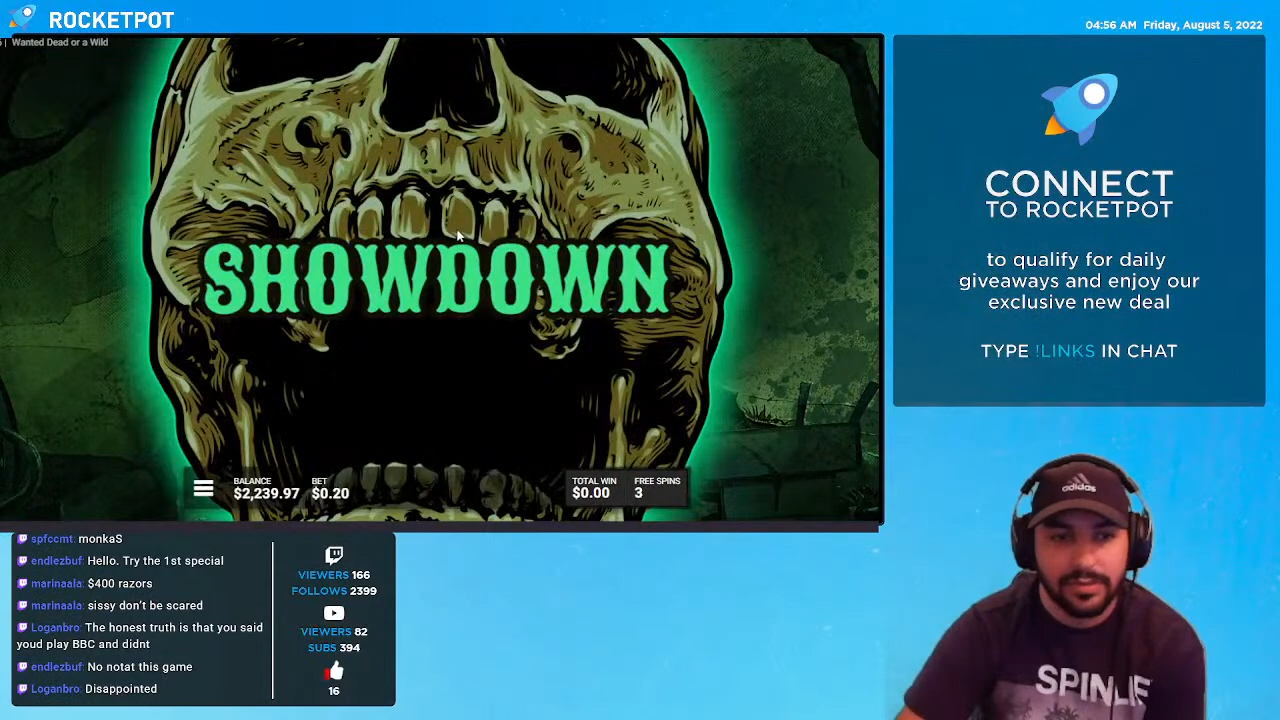 ROCKETPOT
04:56 AM Friday, August 5, 2022
Wanted Dead or a Wild
SHOWDOWN
BALANCE
$2,239.97
BET
$0.20
TOTAL WIN
$0.00
FREE SPINS
3
CONNECT
TO ROCKETPOT
to qualify for daily
giveaways and enjoy our
exclusive new deal
TYPE !LINKS IN CHAT
spfccmt: monkaS
endlezbuf: Hello. Try the 1st special
marinaala: $400 razors
marinaala: sissy don't be scared
Loganbro: The honest truth is that you said
youd play BBC and didnt
endlezbuf: No notat this game
Loganbro: Disappointed
VIEWERS 166
FOLLOWS 2399
VIEWERS 82
SUBS 394
16
adidas